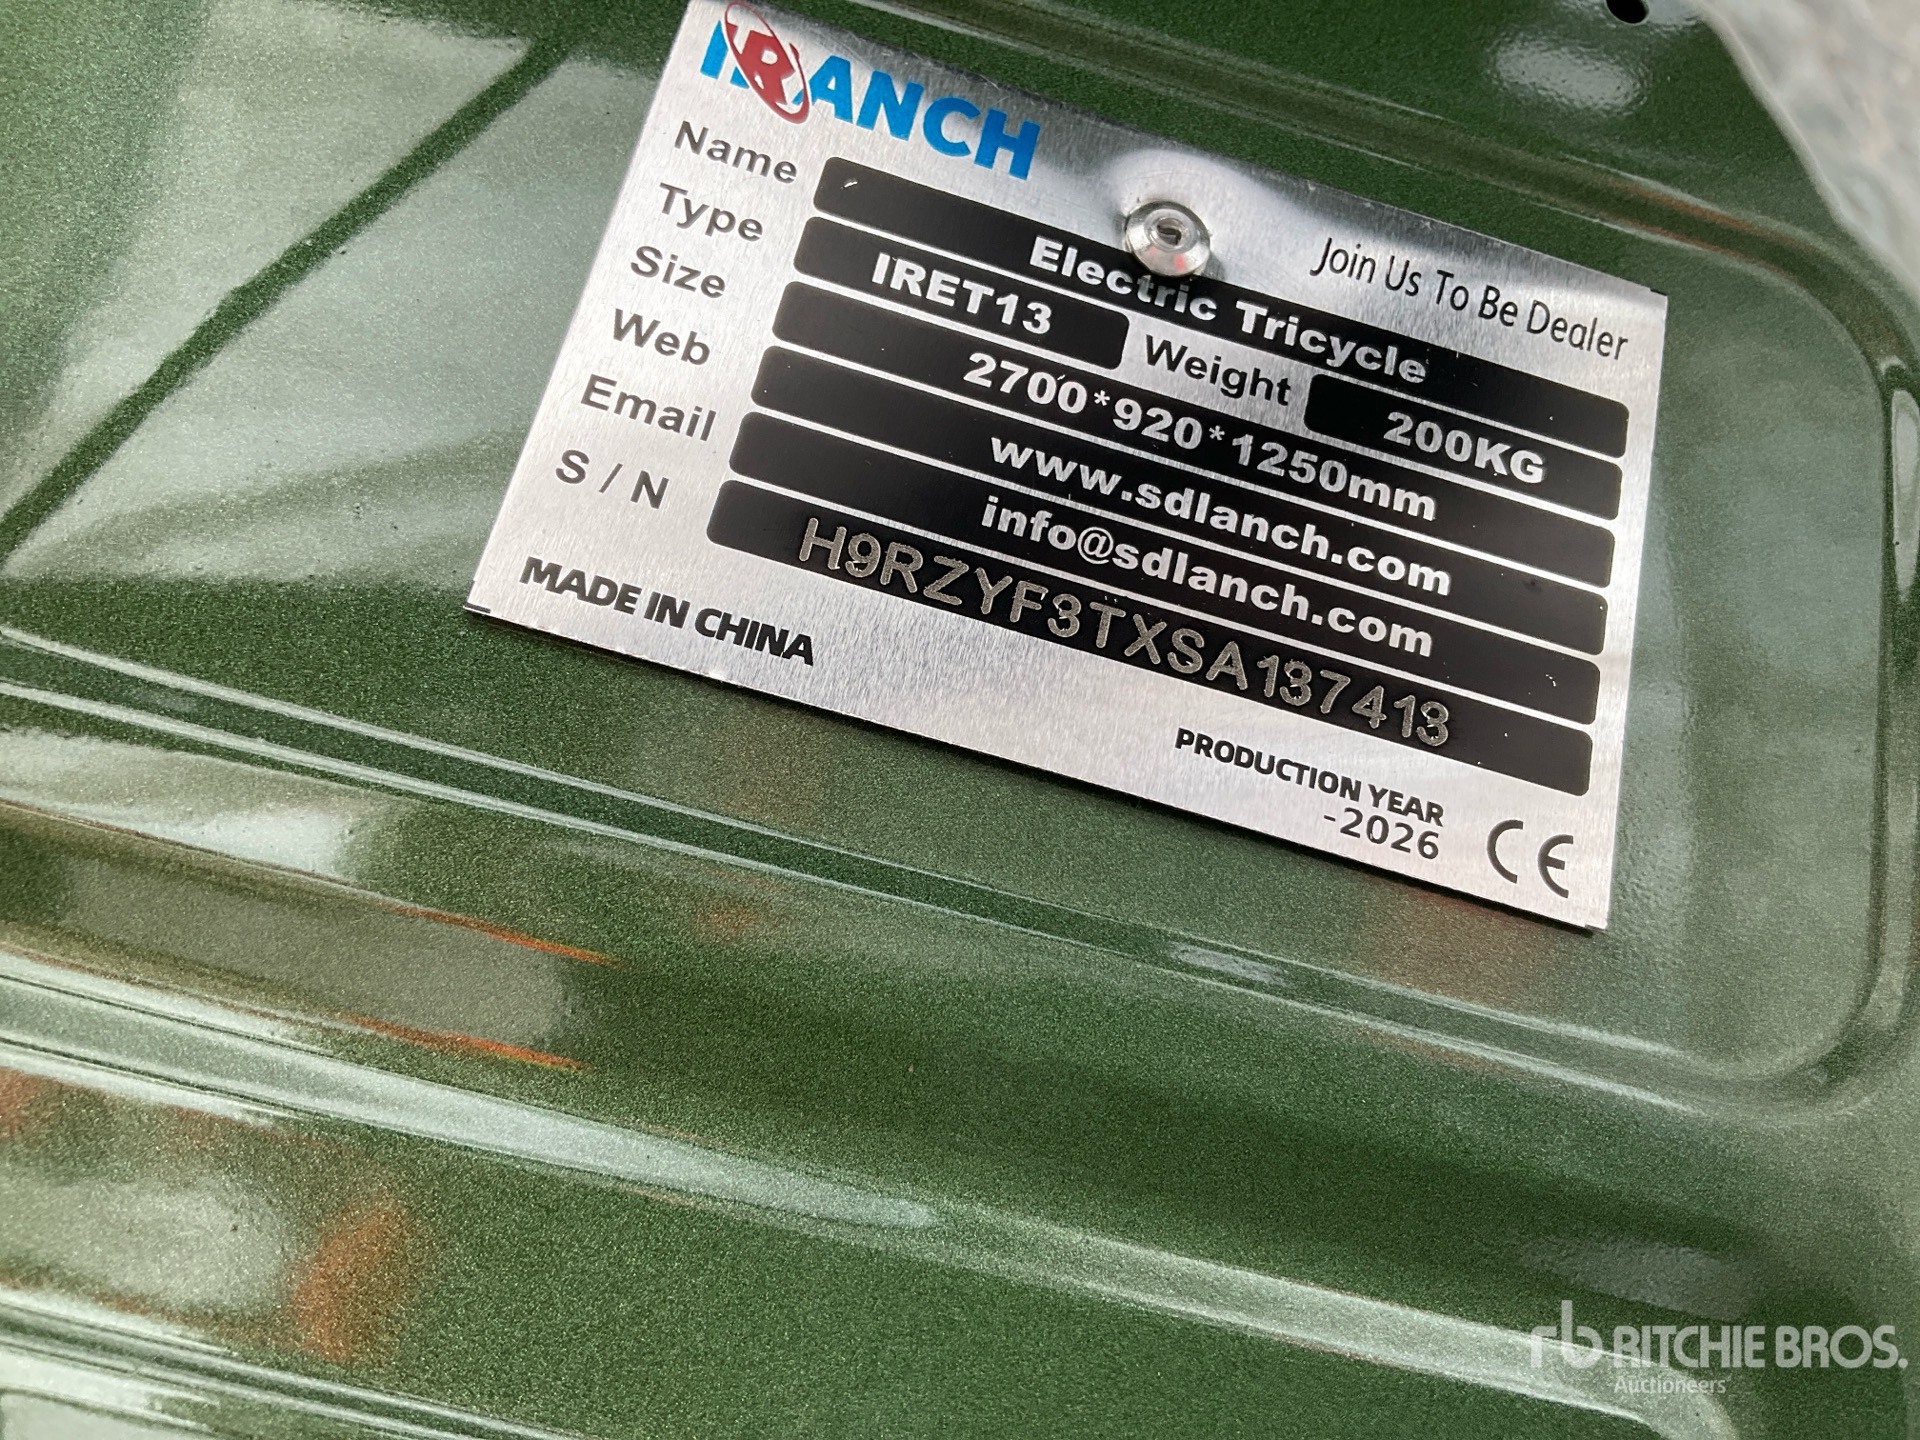 IRANCH
Join Us To Be Dealer
Name Electric Tricycle
Type IRET13 Weight 200KG
Size 2700*920*1250mm
Web www.sdlanch.com
Email info@sdlanch.com
S / N H9RZYF3TXSA137413
MADE IN CHINA
PRODUCTION YEAR
-2026
CE
rb RITCHIE BROS.
Auctioneers